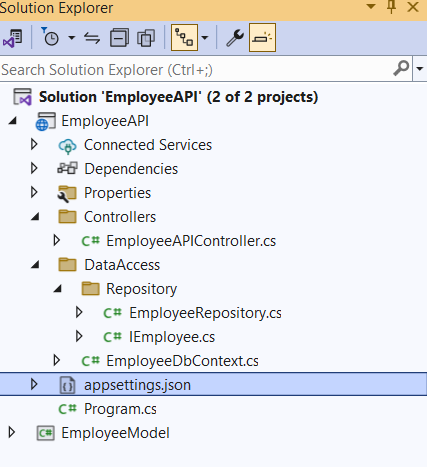 Solution Explorer
Search Solution Explorer (Ctrl+;)
Solution 'EmployeeAPI' (2 of 2 projects)
EmployeeAPI
Connected Services
Dependencies
Properties
Controllers
C# EmployeeAPIController.cs
DataAccess
Repository
C# EmployeeRepository.cs
C# IEmployee.cs
C# EmployeeDbContext.cs
appsettings.json
C# Program.cs
C# EmployeeModel